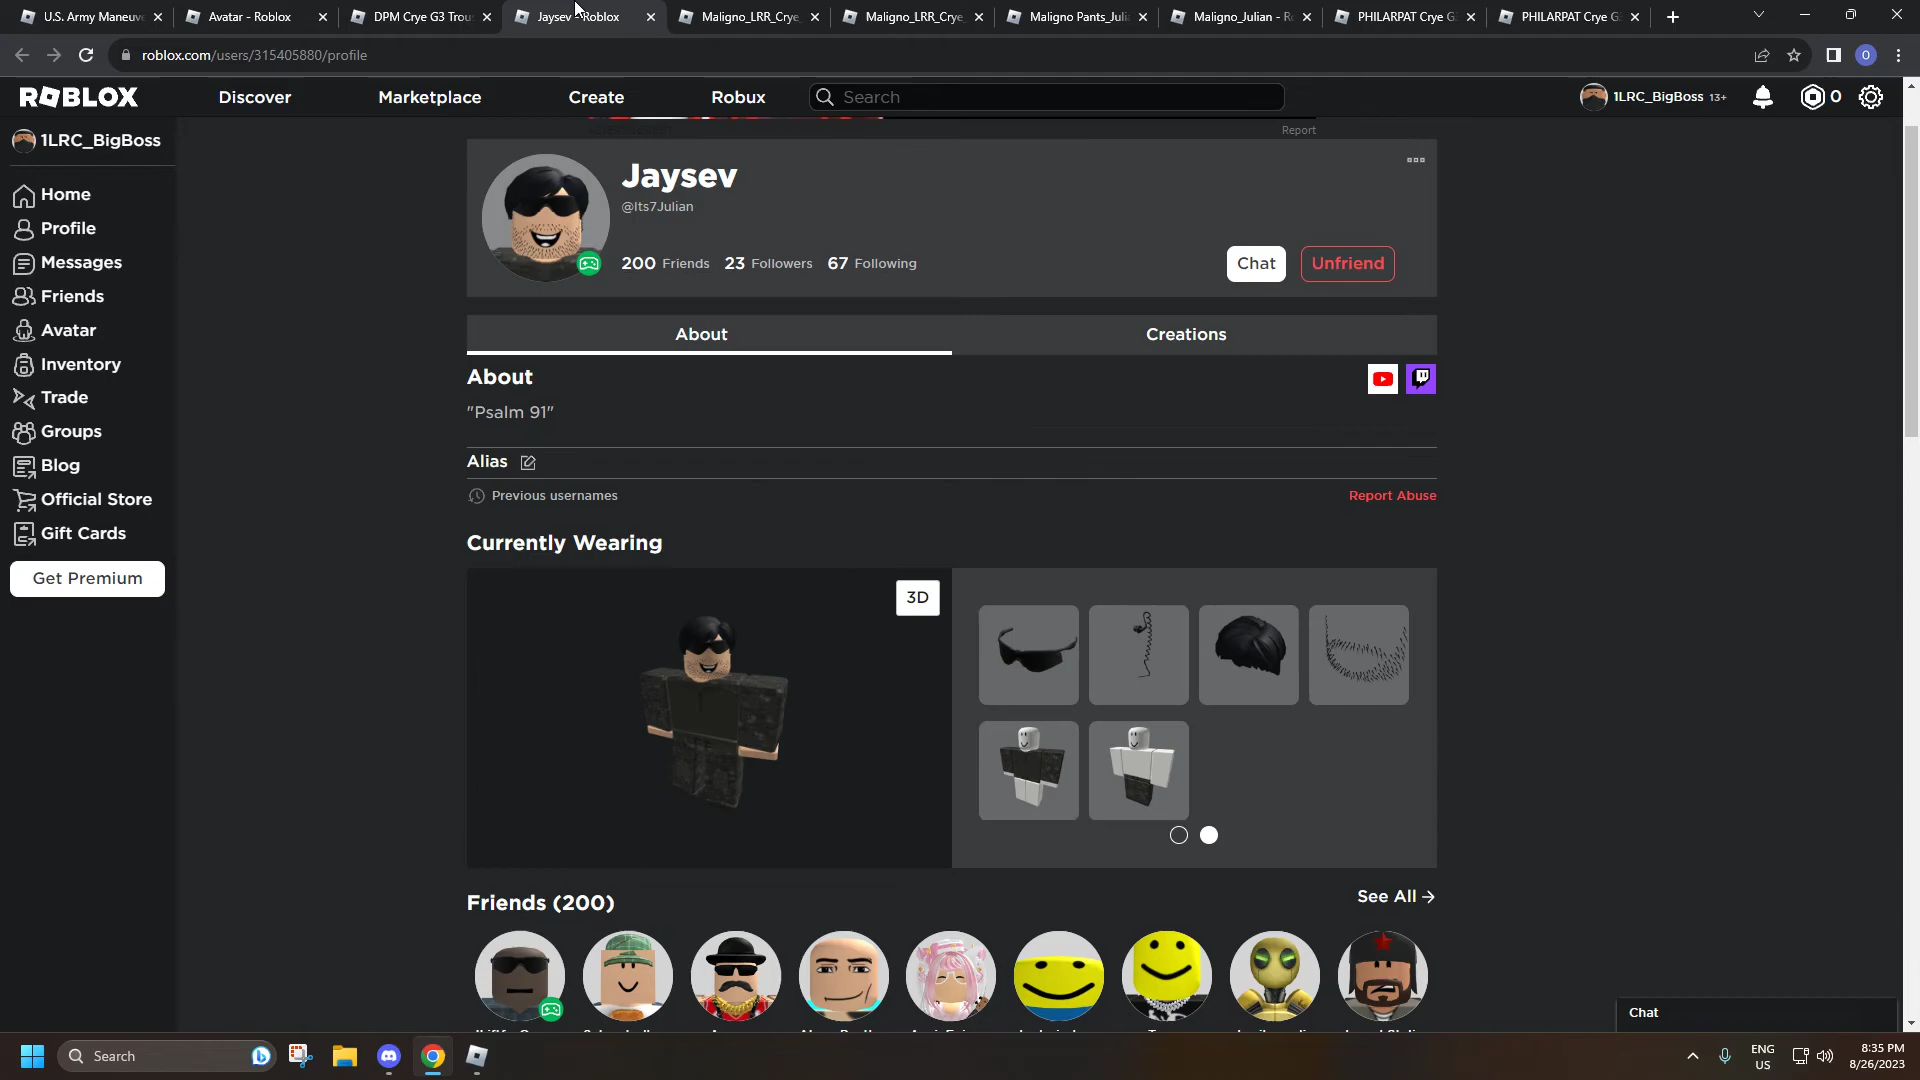 U.S. Army Maneuve
Avatar - Roblox
DPM Crye G3 Trou
Jaysev - Roblox
Maligno_LRR_Crye
Maligno_LRR_Crye
Maligno Pants_Juli
Maligno_Julian - R
PHILARPAT Crye G
PHILARPAT Crye G
roblox.com/users/315405880/profile
O
ROBLOX
Discover
Marketplace
Create
Robux
Search
1LRC_BigBoss 13+
0
1LRC_BigBoss
Home
Profile
Messages
Friends
Avatar
Inventory
Trade
Groups
Blog
Official Store
Gift Cards
Get Premium
Report
Jaysev
@Its7Julian
200 Friends 23 Followers 67 Following
Chat
Unfriend
About
Creations
About
"Psalm 91"
Alias
Previous usernames
Report Abuse
Currently Wearing
3D
Friends (200)
See All
Chat
Search
ENG
US
8:35 PM
8/26/2023